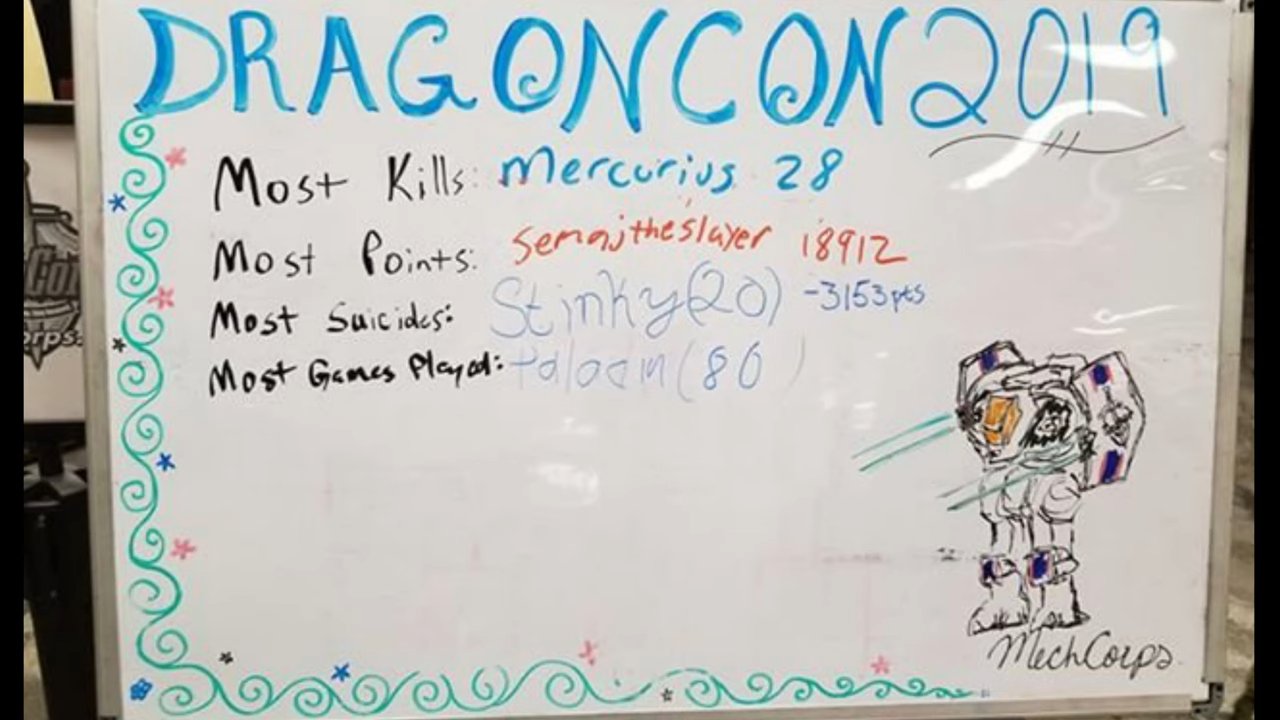 DRAGONCON2019
Most Kills: Mercurius 28
Most Points: Semajtheslayer 18912
Most Suicides: Stinky(20) -3153pts
Most Games Played: Paladin(80)
MechCorps